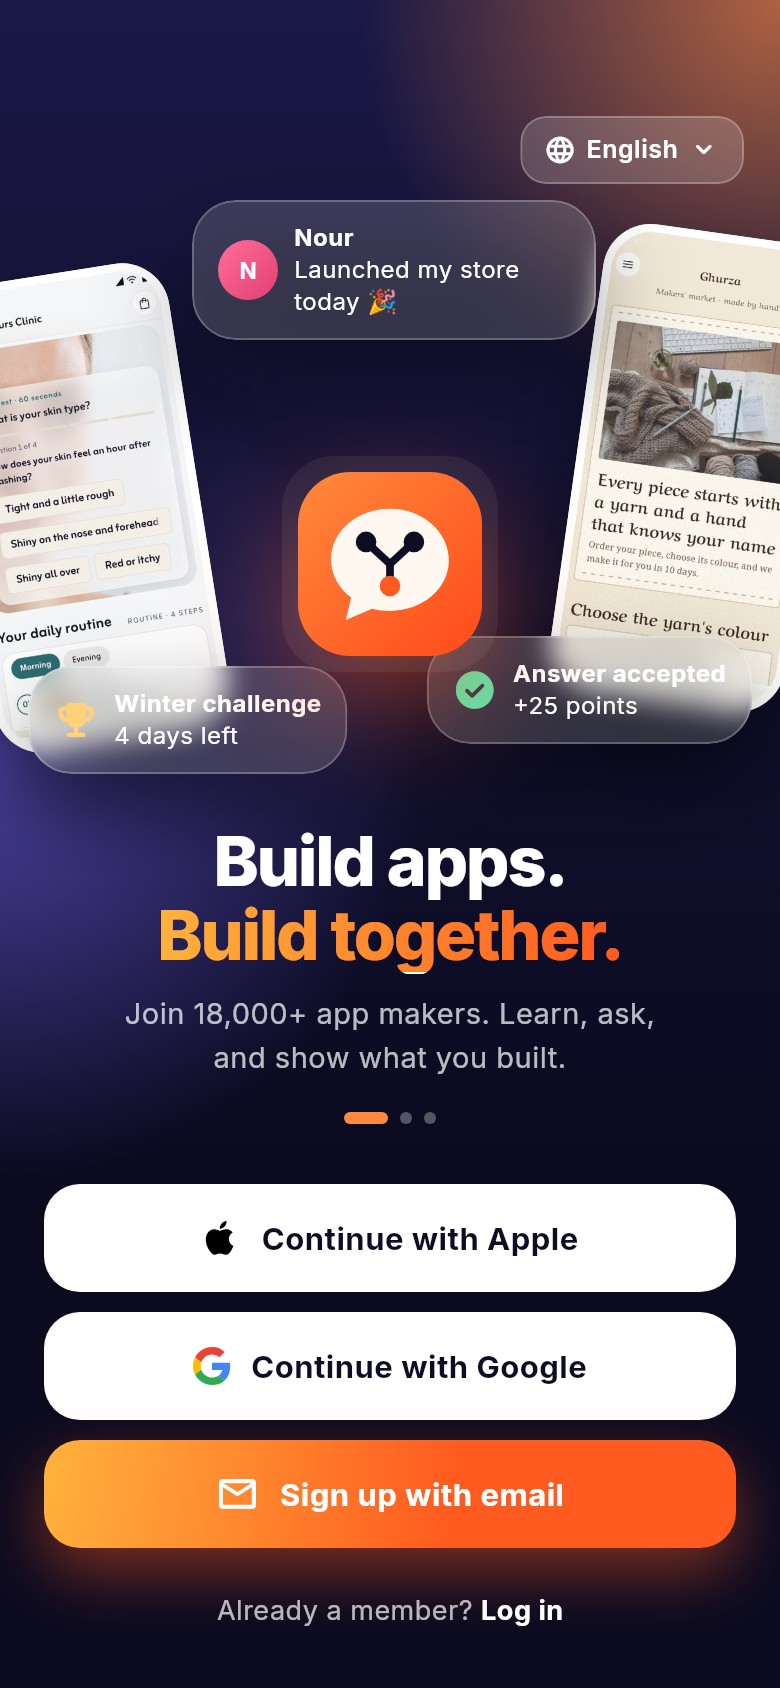 English
Nour
Launched my store
today 🎉
N
urs Clinic
est · 60 seconds
at is your skin type?
stion 1 of 4
w does your skin feel an hour after
ashing?
Tight and a little rough
Shiny on the nose and forehead
Shiny all over
Red or itchy
Your daily routine
ROUTINE · 4 STEPS
Morning
Evening
Ghurza
Makers' market · made by hand
Every piece starts with
a yarn and a hand
that knows your name
Order your piece, choose its colour, and we
make it for you in 10 days.
Choose the yarn's colour
Winter challenge
4 days left
Answer accepted
+25 points
Build apps.
Build together.
Join 18,000+ app makers. Learn, ask,
and show what you built.
Continue with Apple
Continue with Google
Sign up with email
Already a member? Log in